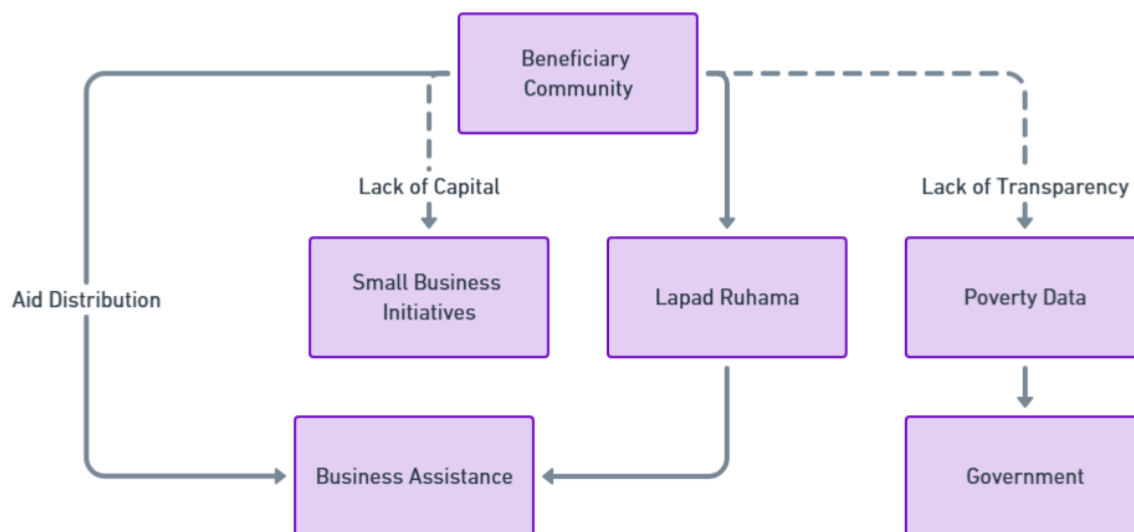 Beneficiary
Community
Lack of Capital
Lack of Transparency
Small Business
Initiatives
Lapad Ruhama
Poverty Data
Aid Distribution
Business Assistance
Government